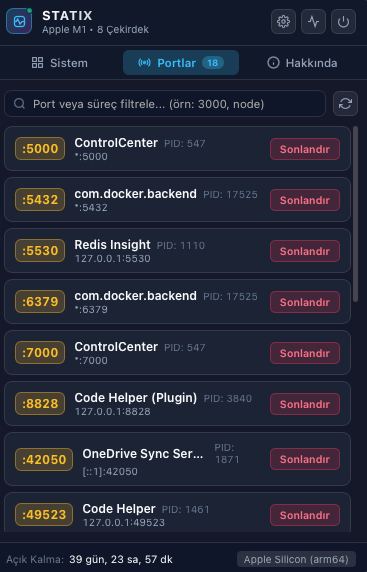 STATIX
Apple M1 • 8 Çekirdek
Sistem
Portlar 18
Hakkında
Port veya süreç filtrele... (örn: 3000, node)
:5000 ControlCenter PID: 547 Sonlandır
*:5000
:5432 com.docker.backend PID: 17525 Sonlandır
*:5432
:5530 Redis Insight PID: 1110 Sonlandır
127.0.0.1:5530
:6379 com.docker.backend PID: 17525 Sonlandır
*:6379
:7000 ControlCenter PID: 547 Sonlandır
*:7000
:8828 Code Helper (Plugin) PID: 3840 Sonlandır
127.0.0.1:8828
:42050 OneDrive Sync Ser... PID: 1871 Sonlandır
[::1]:42050
:49523 Code Helper PID: 1461 Sonlandır
127.0.0.1:49523
Açık Kalma: 39 gün, 23 sa, 57 dk
Apple Silicon (arm64)